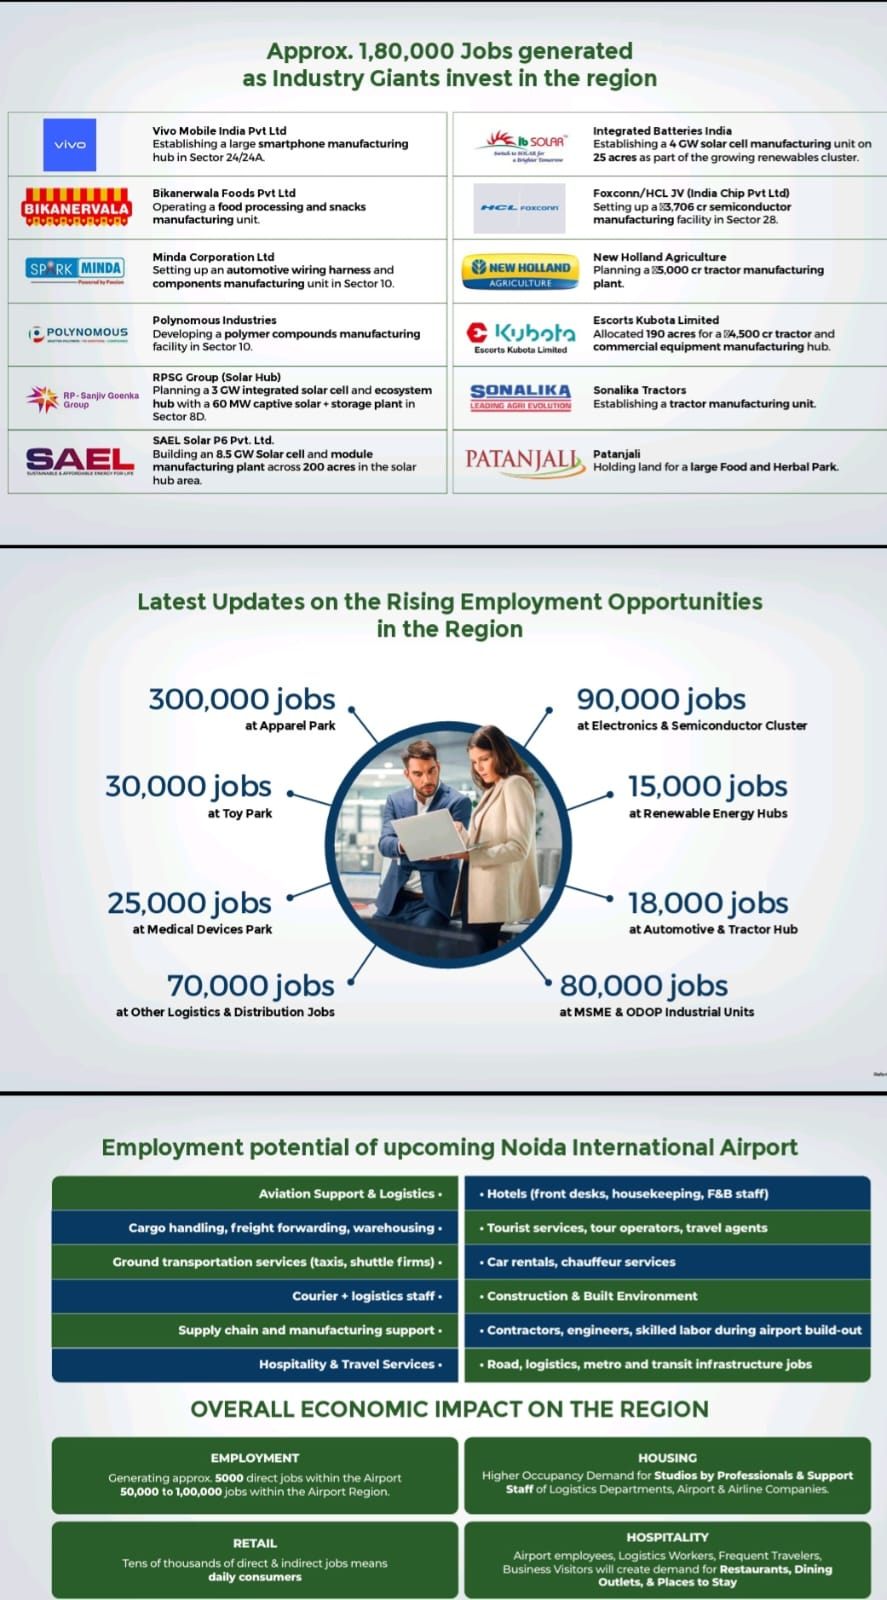 Approx. 1,80,000 Jobs generated
as Industry Giants invest in the region
vivo
Vivo Mobile India Pvt Ltd
Establishing a large smartphone manufacturing
hub in Sector 24/24A.
BIKANERVALA
Bikanerwala Foods Pvt Ltd
Operating a food processing and snacks
manufacturing unit.
SPARK MINDA
Powered by Passion
Minda Corporation Ltd
Setting up an automotive wiring harness and
components manufacturing unit in Sector 10.
POLYNOMOUS
Polynomous Industries
Developing a polymer compounds manufacturing
facility in Sector 10.
RP-Sanjiv Goenka
Group
RPSG Group (Solar Hub)
Planning a 3 GW integrated solar cell and ecosystem
hub with a 60 MW captive solar + storage plant in
Sector 8D.
SAEL
SUSTAINABLE & AFFORDABLE ENERGY FOR LIFE
SAEL Solar P6 Pvt. Ltd.
Building an 8.5 GW Solar cell and module
manufacturing plant across 200 acres in the solar
hub area.
ib SOLAR
Switch to SOLAR for
a Brighter Tomorrow
Integrated Batteries India
Establishing a 4 GW solar cell manufacturing unit on
25 acres as part of the growing renewables cluster.
HCL FOXCONN
Foxconn/HCL JV (India Chip Pvt Ltd)
Setting up a 3,706 cr semiconductor
manufacturing facility in Sector 28.
NEW HOLLAND
AGRICULTURE
New Holland Agriculture
Planning a 5,000 cr tractor manufacturing
plant.
Kubota
Escorts Kubota Limited
Escorts Kubota Limited
Allocated 190 acres for a 4,500 cr tractor and
commercial equipment manufacturing hub.
SONALIKA
LEADING AGRI EVOLUTION
Sonalika Tractors
Establishing a tractor manufacturing unit.
PATANJALI
Patanjali
Holding land for a large Food and Herbal Park.
Latest Updates on the Rising Employment Opportunities
in the Region
300,000 jobs
at Apparel Park
90,000 jobs
at Electronics & Semiconductor Cluster
30,000 jobs
at Toy Park
15,000 jobs
at Renewable Energy Hubs
25,000 jobs
at Medical Devices Park
18,000 jobs
at Automotive & Tractor Hub
70,000 jobs
at Other Logistics & Distribution Jobs
80,000 jobs
at MSME & ODOP Industrial Units
Employment potential of upcoming Noida International Airport
Aviation Support & Logistics •
• Hotels (front desks, housekeeping, F&B staff)
Cargo handling, freight forwarding, warehousing •
• Tourist services, tour operators, travel agents
Ground transportation services (taxis, shuttle firms) •
• Car rentals, chauffeur services
Courier + logistics staff •
• Construction & Built Environment
Supply chain and manufacturing support •
• Contractors, engineers, skilled labor during airport build-out
Hospitality & Travel Services •
• Road, logistics, metro and transit infrastructure jobs
OVERALL ECONOMIC IMPACT ON THE REGION
EMPLOYMENT
Generating approx. 5000 direct jobs within the Airport
50,000 to 1,00,000 jobs within the Airport Region.
HOUSING
Higher Occupancy Demand for Studios by Professionals & Support
Staff of Logistics Departments, Airport & Airline Companies.
RETAIL
Tens of thousands of direct & indirect jobs means
daily consumers
HOSPITALITY
Airport employees, Logistics Workers, Frequent Travelers,
Business Visitors will create demand for Restaurants, Dining
Outlets, & Places to Stay